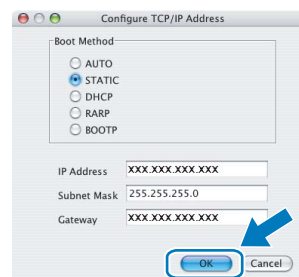 Configure TCP/IP Address
Boot Method
AUTO
STATIC
DHCP
RARP
BOOTP
IP Address XXX.XXX.XXX.XXX
Subnet Mask 255.255.255.0
Gateway XXX.XXX.XXX.XXX
OK Cancel